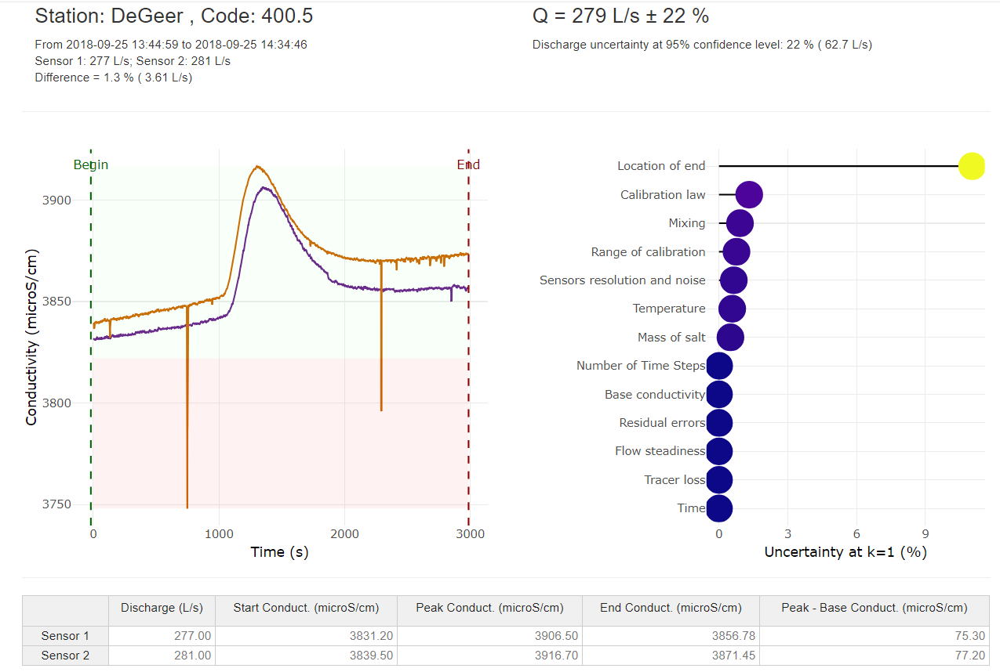 Station: DeGeer , Code: 400.5
From 2018-09-25 13:44:59 to 2018-09-25 14:34:46
Sensor 1: 277 L/s; Sensor 2: 281 L/s
Difference = 1.3 % ( 3.61 L/s)
Q = 279 L/s ± 22 %
Discharge uncertainty at 95% confidence level: 22 % ( 62.7 L/s)
Begin
End
3900
3850
3800
3750
Conductivity (microS/cm)
0 1000 2000 3000
Time (s)
Location of end
Calibration law
Mixing
Range of calibration
Sensors resolution and noise
Temperature
Mass of salt
Number of Time Steps
Base conductivity
Residual errors
Flow steadiness
Tracer loss
Time
0 3 6 9
Uncertainty at k=1 (%)
Discharge (L/s) Start Conduct. (microS/cm) Peak Conduct. (microS/cm) End Conduct. (microS/cm) Peak - Base Conduct. (microS/cm)
Sensor 1 277.00 3831.20 3906.50 3856.78 75.30
Sensor 2 281.00 3839.50 3916.70 3871.45 77.20